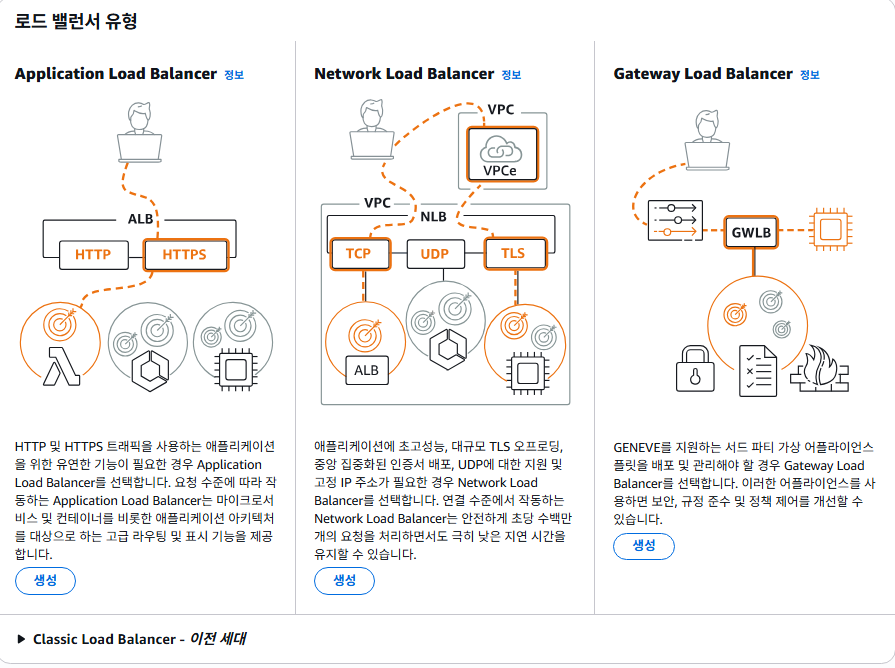 로드 밸런서 유형
Application Load Balancer 정보
ALB
HTTP
HTTPS
HTTP 및 HTTPS 트래픽을 사용하는 애플리케이션
을 위한 유연한 기능이 필요한 경우 Application
Load Balancer를 선택합니다. 요청 수준에 따라 작
동하는 Application Load Balancer는 마이크로서
비스 및 컨테이너를 비롯한 애플리케이션 아키텍처
를 대상으로 하는 고급 라우팅 및 표시 기능을 제공
합니다.
생성
Network Load Balancer 정보
VPC
VPCe
VPC
NLB
TCP
UDP
TLS
ALB
애플리케이션에 초고성능, 대규모 TLS 오프로딩,
중앙 집중화된 인증서 배포, UDP에 대한 지원 및
고정 IP 주소가 필요한 경우 Network Load
Balancer를 선택합니다. 연결 수준에서 작동하는
Network Load Balancer는 안전하게 초당 수백만
개의 요청을 처리하면서도 극히 낮은 지연 시간을
유지할 수 있습니다.
생성
Gateway Load Balancer 정보
GWLB
GENEVE를 지원하는 서드 파티 가상 어플라이언스
플릿을 배포 및 관리해야 할 경우 Gateway Load
Balancer를 선택합니다. 이러한 어플라이언스를 사
용하면 보안, 규정 준수 및 정책 제어를 개선할 수
있습니다.
생성
Classic Load Balancer - 이전 세대